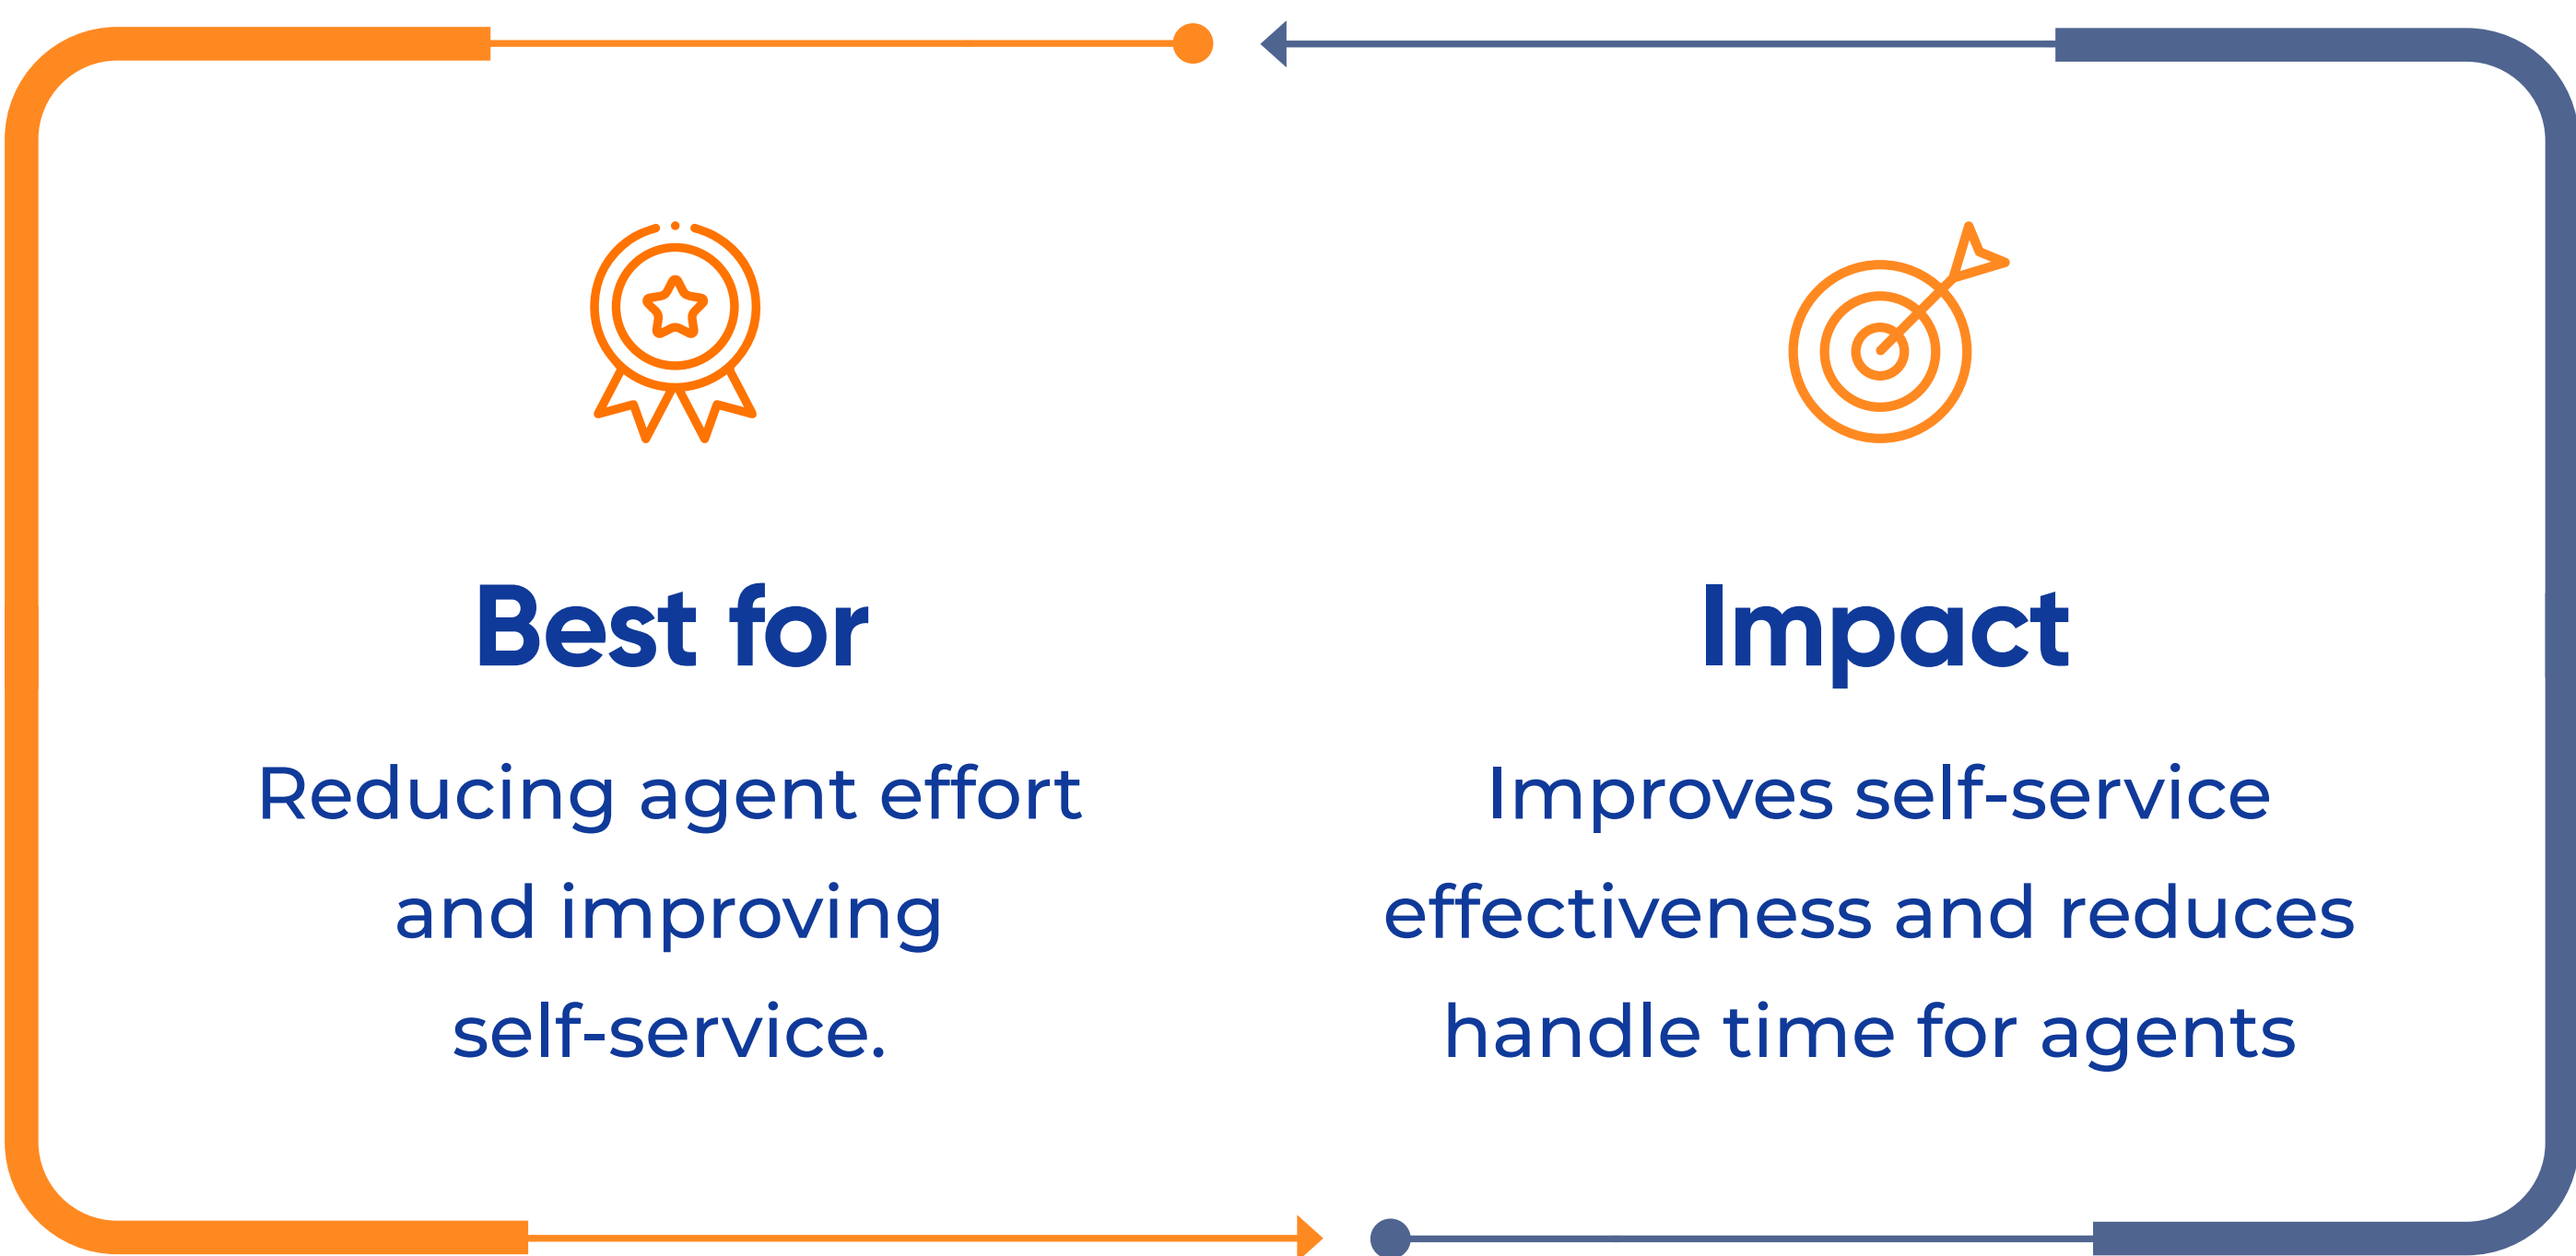 Best for
Reducing agent effort
and improving
self-service.
Impact
Improves self-service
effectiveness and reduces
handle time for agents